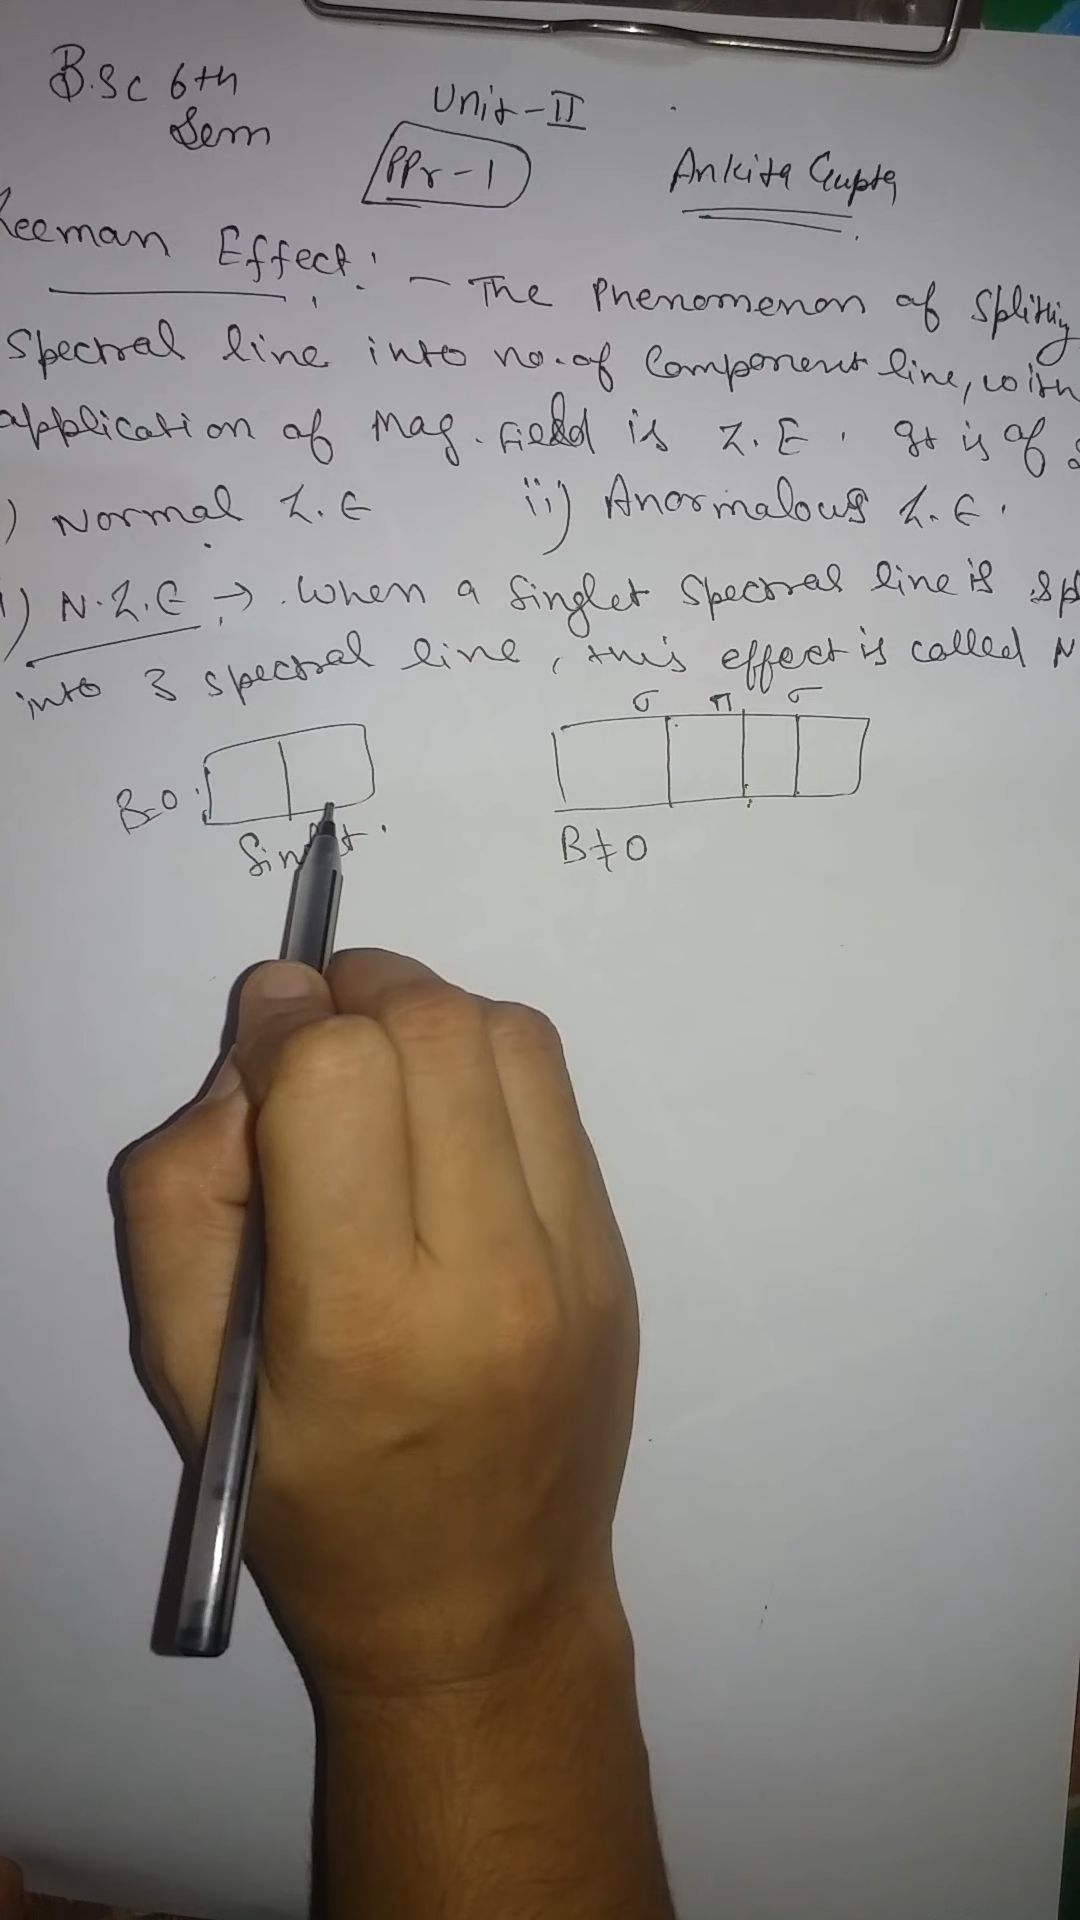 B.Sc 6th
Sem
Unit-II
PPr-1
Ankita Gupta
Zeeman Effect: - The Phenomenon of Spliting
Spectral line into no. of Component line, with
application of Mag. Field is Z.E. It is of
) Normal Z.E ii) Anormalous Z.E.
i) N.Z.E → When a Singlet Spectral line is sp
into 3 spectral line, this effect is called N
σ π σ
B=0
B≠0